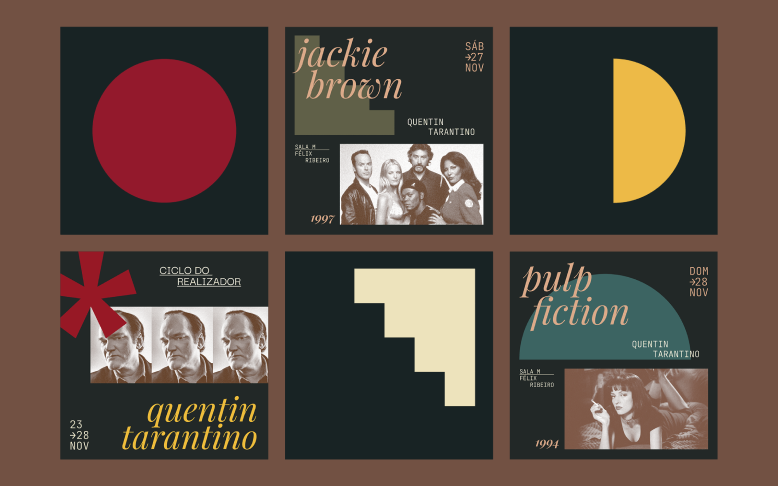 jackie
brown
SÁB
→27
NOV
QUENTIN
TARANTINO
SALA M
FÉLIX
RIBEIRO
1997
CICLO DO
REALIZADOR
quentin
tarantino
23
→28
NOV
pulp
fiction
DOM
→28
NOV
QUENTIN
TARANTINO
SALA M
FÉLIX
RIBEIRO
1994